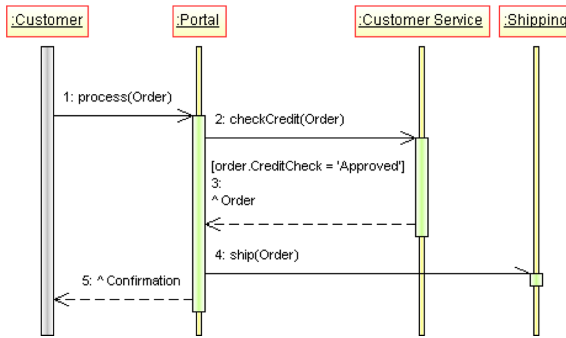 :Customer
:Portal
:Customer Service
:Shipping
1: process(Order)
2: checkCredit(Order)
[order.CreditCheck = 'Approved']
3:
^ Order
4: ship(Order)
5: ^ Confirmation